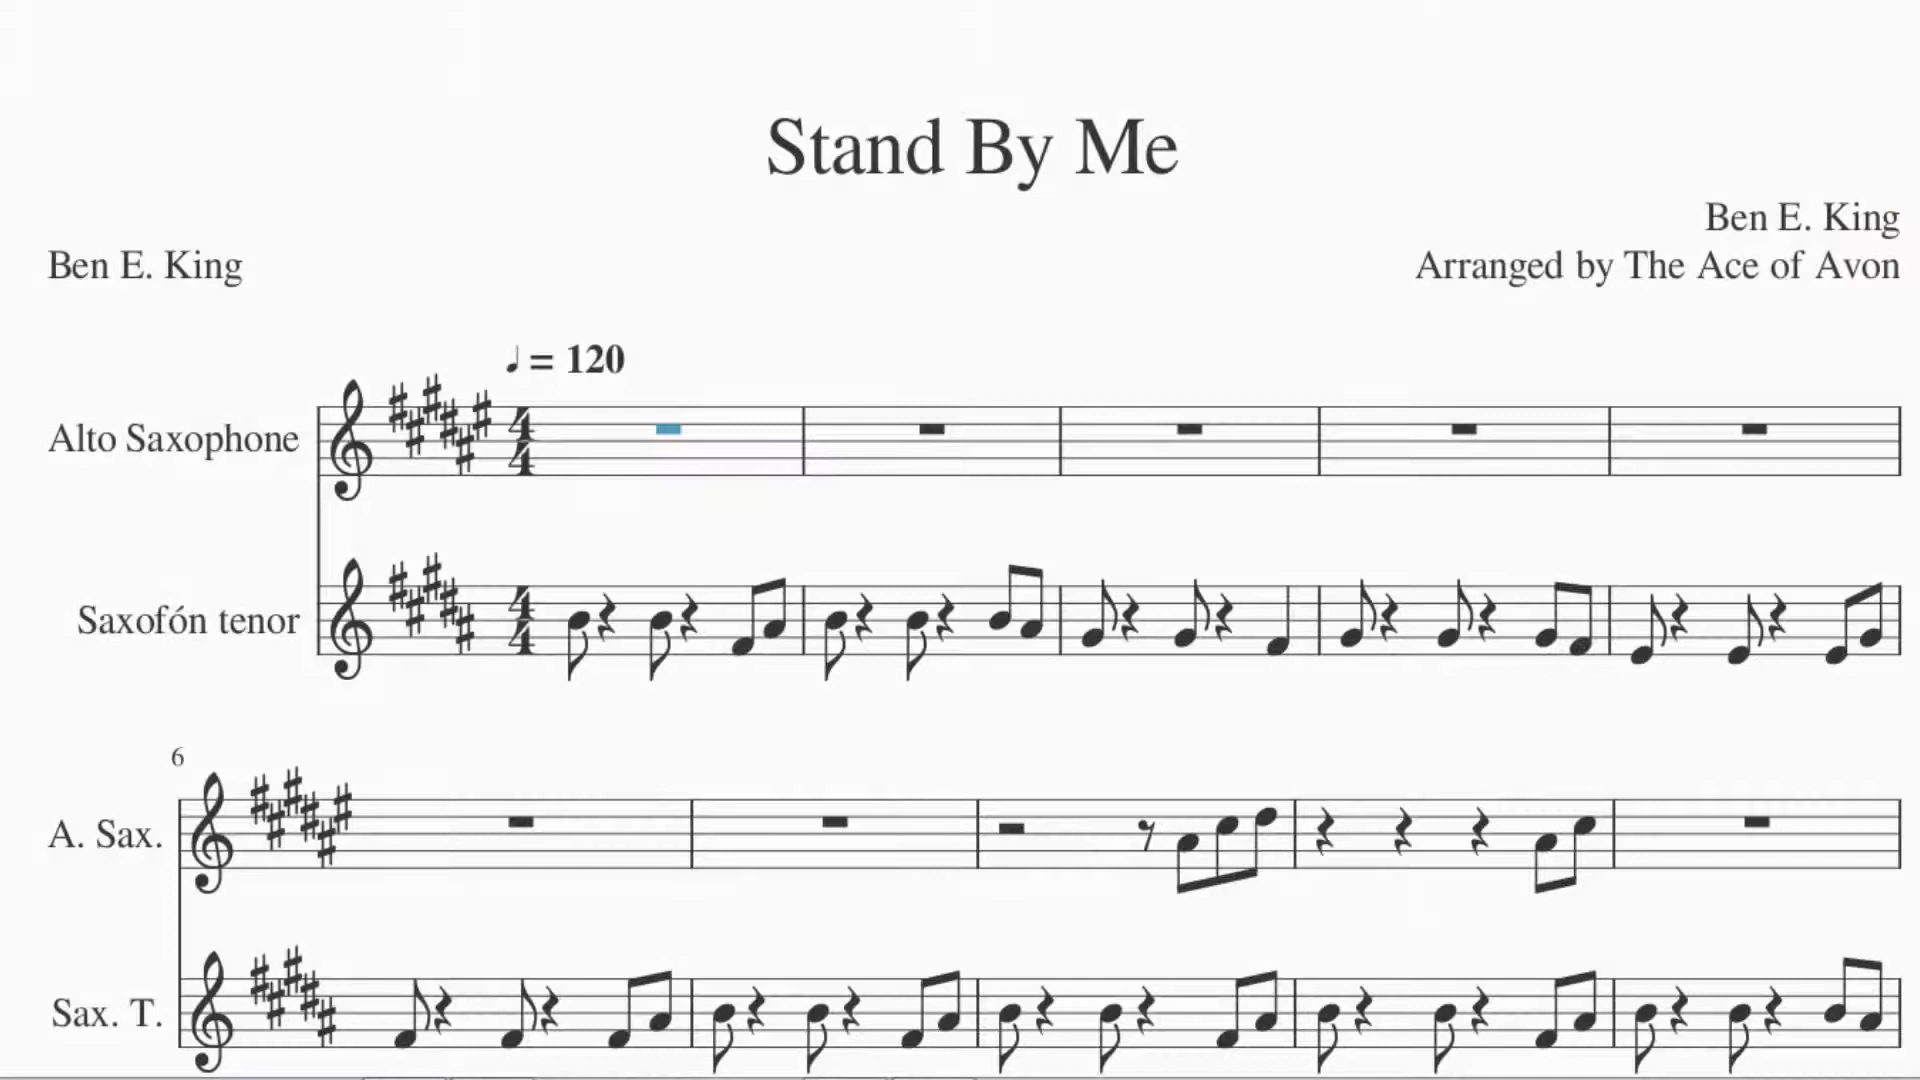 Stand By Me
Ben E. King
Ben E. King
Arranged by The Ace of Avon
♩ = 120
Alto Saxophone
4
4
Saxofón tenor
4
4
6
A. Sax.
Sax. T.